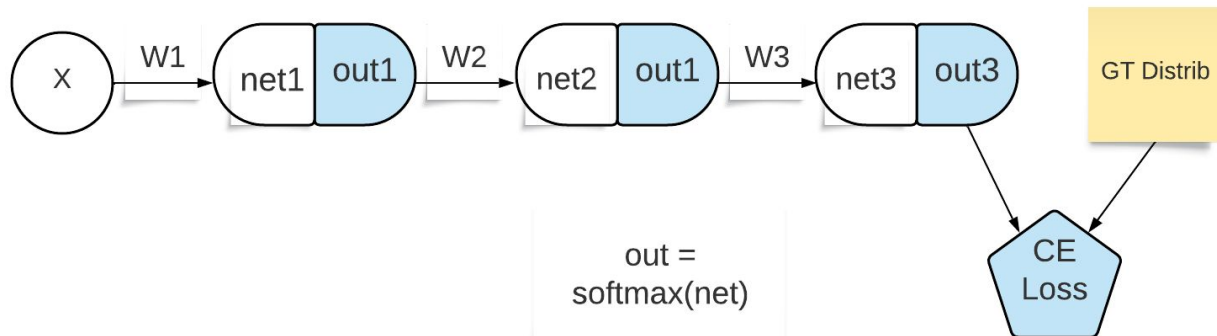 X
W1
net1
out1
W2
net2
out1
W3
net3
out3
GT Distrib
out =
softmax(net)
CE
Loss